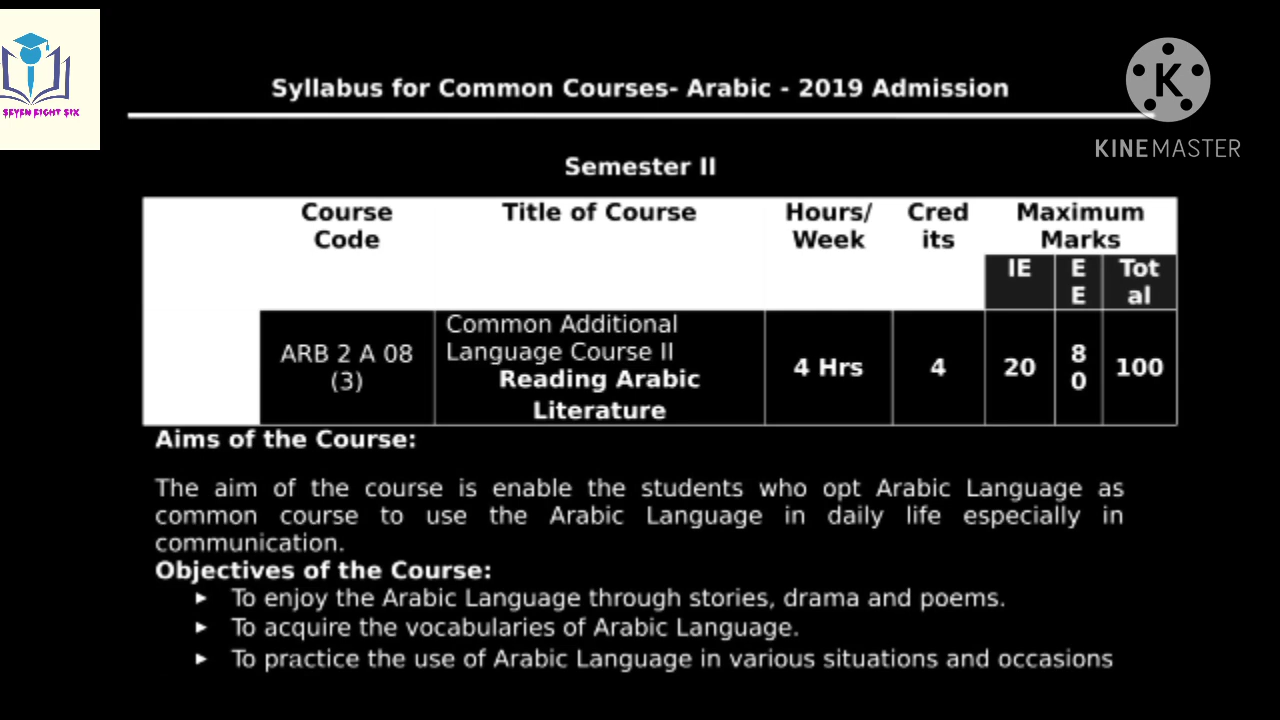 SEVEN EIGHT SIX
K
KINEMASTER
Syllabus for Common Courses- Arabic - 2019 Admission
Semester II
Course
Code
Title of Course
Hours/
Week
Cred
its
Maximum
Marks
IE
E
E
Tot
al
ARB 2 A 08
(3)
Common Additional
Language Course II
Reading Arabic
Literature
4 Hrs
4
20
8
0
100
Aims of the Course:
The aim of the course is enable the students who opt Arabic Language as
common course to use the Arabic Language in daily life especially in
communication.
Objectives of the Course:
► To enjoy the Arabic Language through stories, drama and poems.
► To acquire the vocabularies of Arabic Language.
► To practice the use of Arabic Language in various situations and occasions